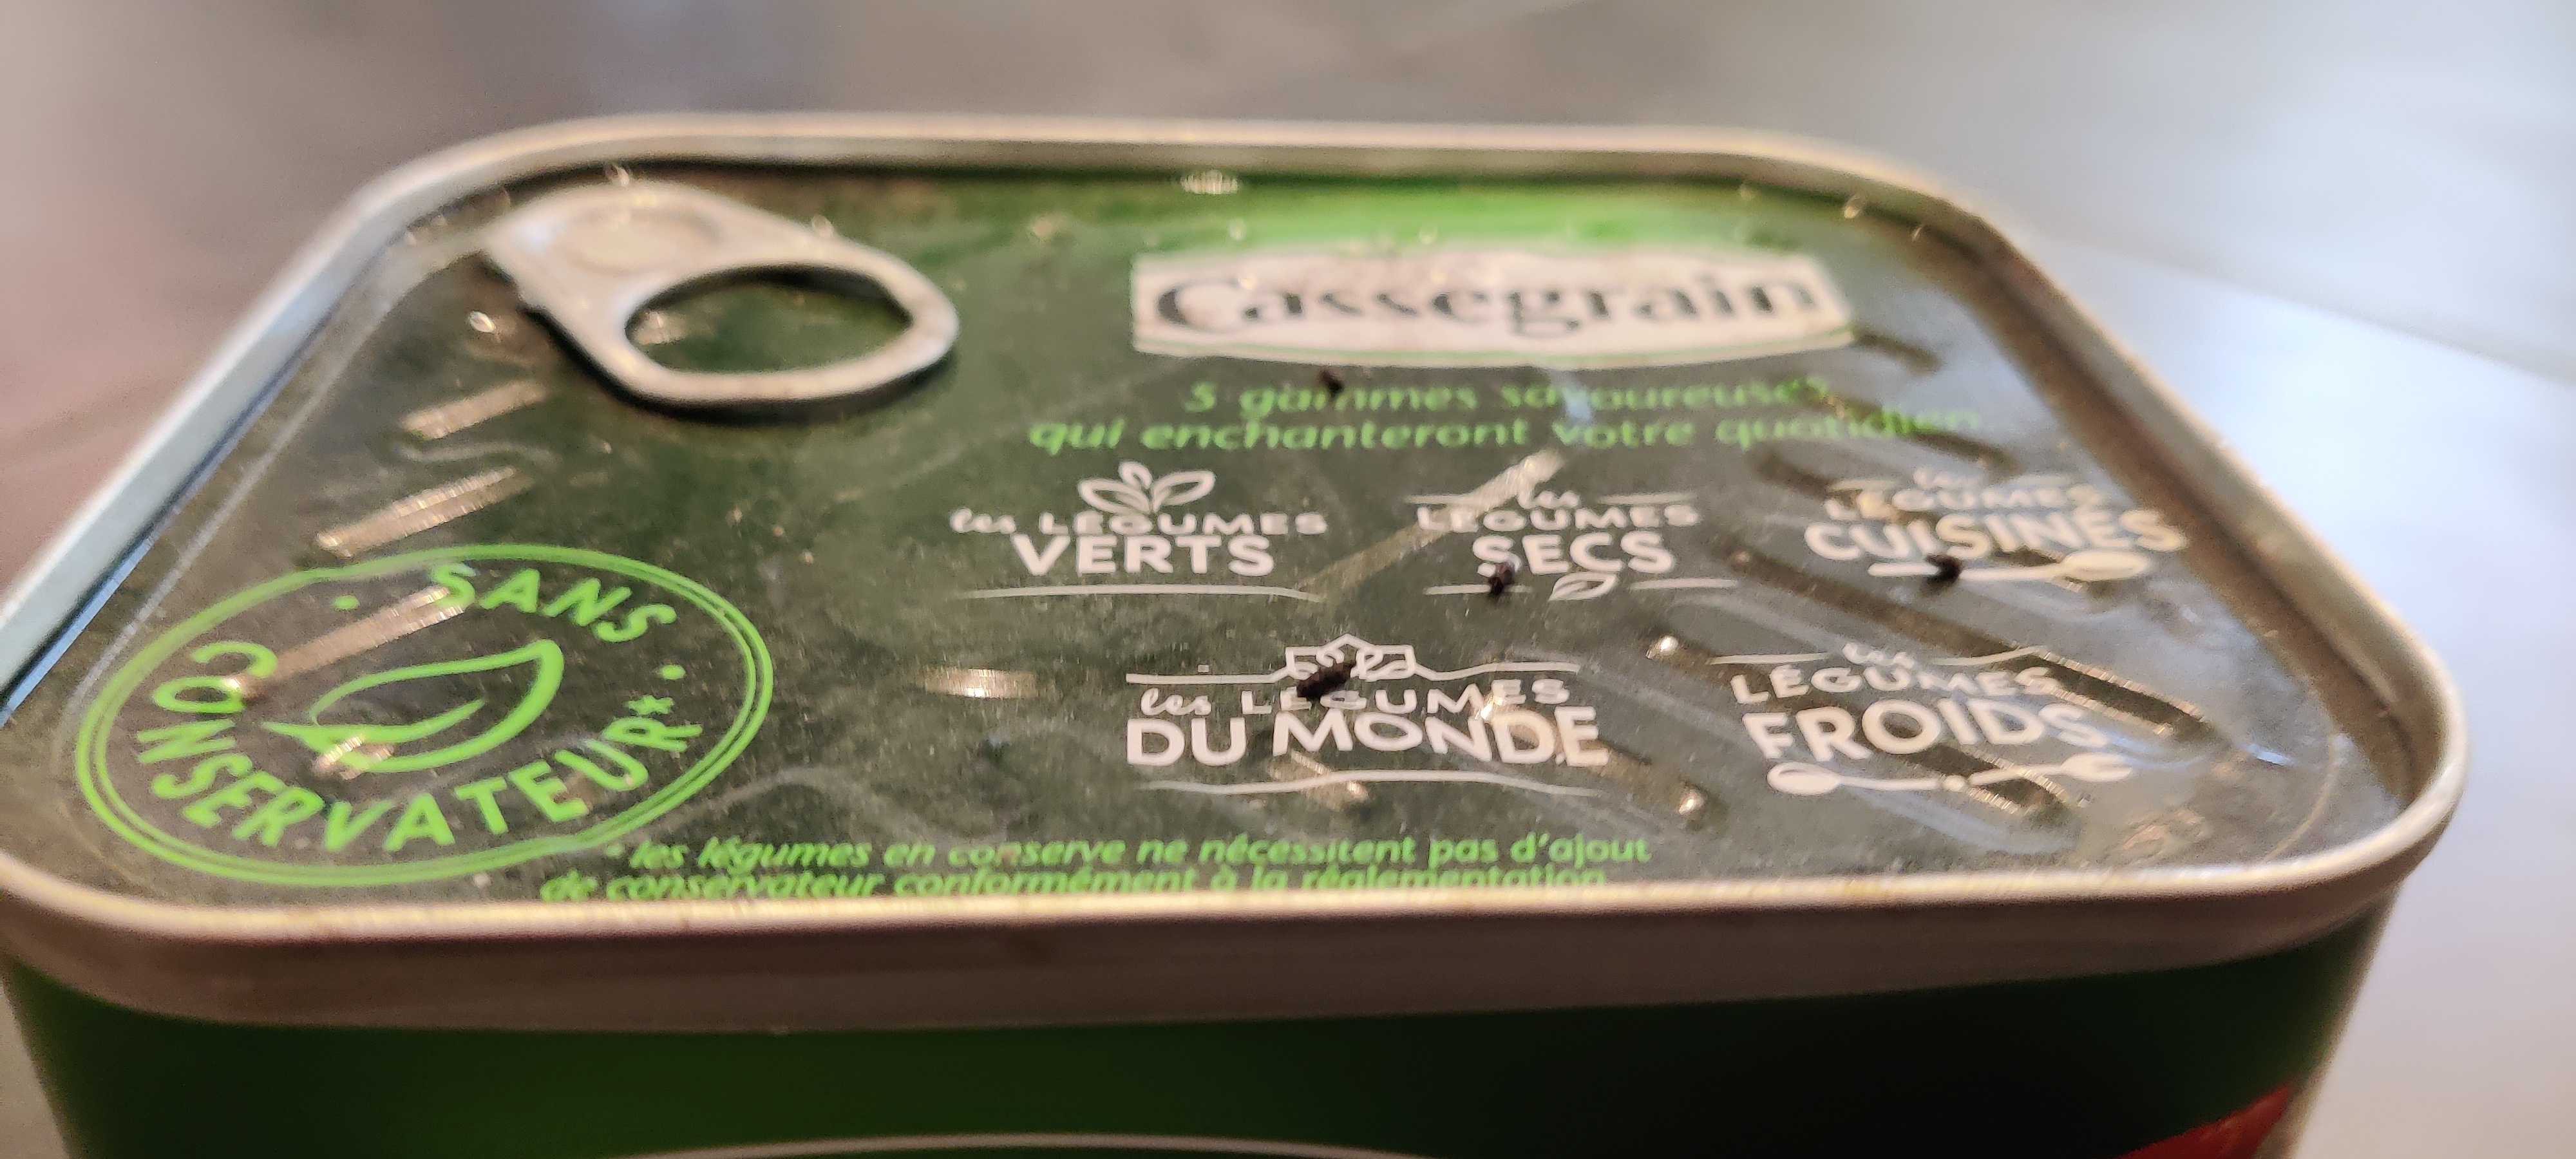 Cassegrain
5 gammes savoureuses
qui enchanteront votre quotidien
les LÉGUMES
VERTS
les
LÉGUMES
SECS
les
LÉGUMES
CUISINÉS
les LÉGUMES
DU MONDE
les
LÉGUMES
FROIDS
SANS
CONSERVATEUR*
* les légumes en conserve ne nécessitent pas d'ajout
de conservateur conformément à la réglementation